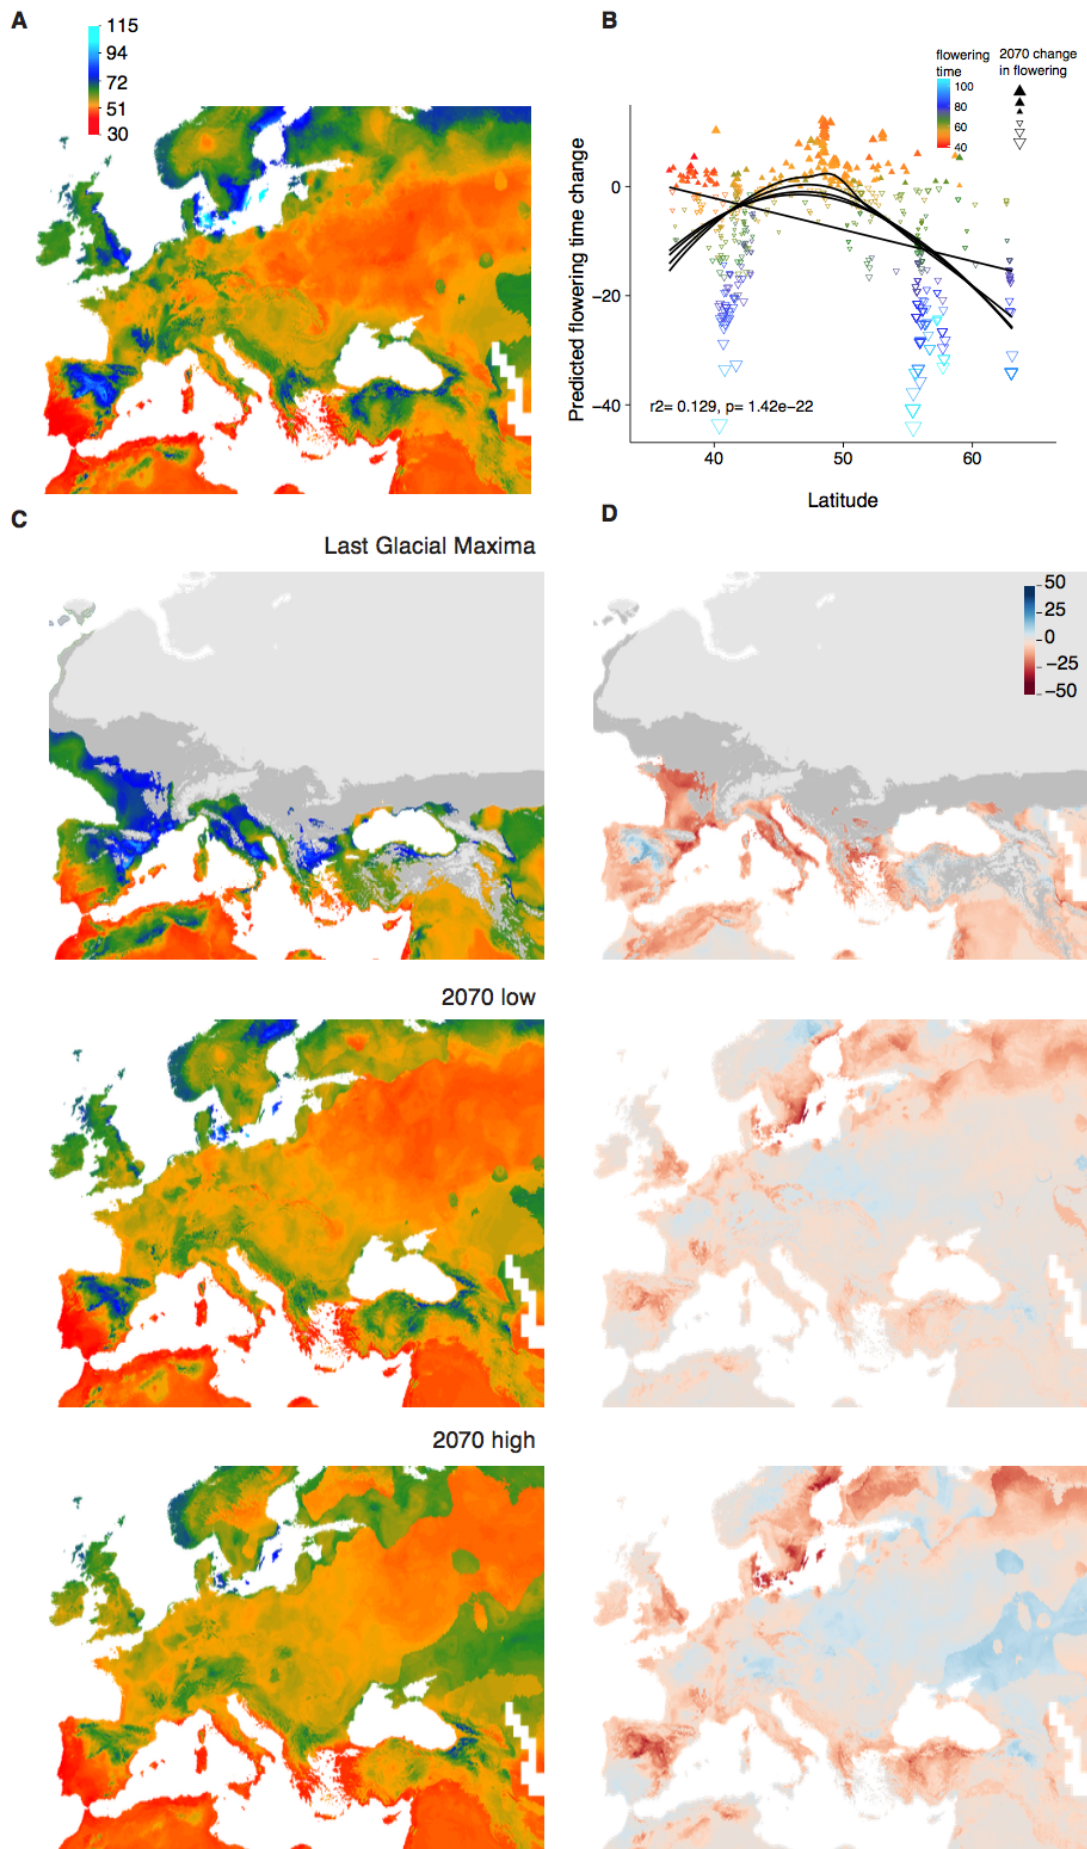 A
115
94
72
51
30
B
flowering time
100
80
60
40
2070 change in flowering
Predicted flowering time change
0
−20
−40
r2= 0.129, p= 1.42e−22
40
50
60
Latitude
C
Last Glacial Maxima
D
50
25
0
−25
−50
2070 low
2070 high